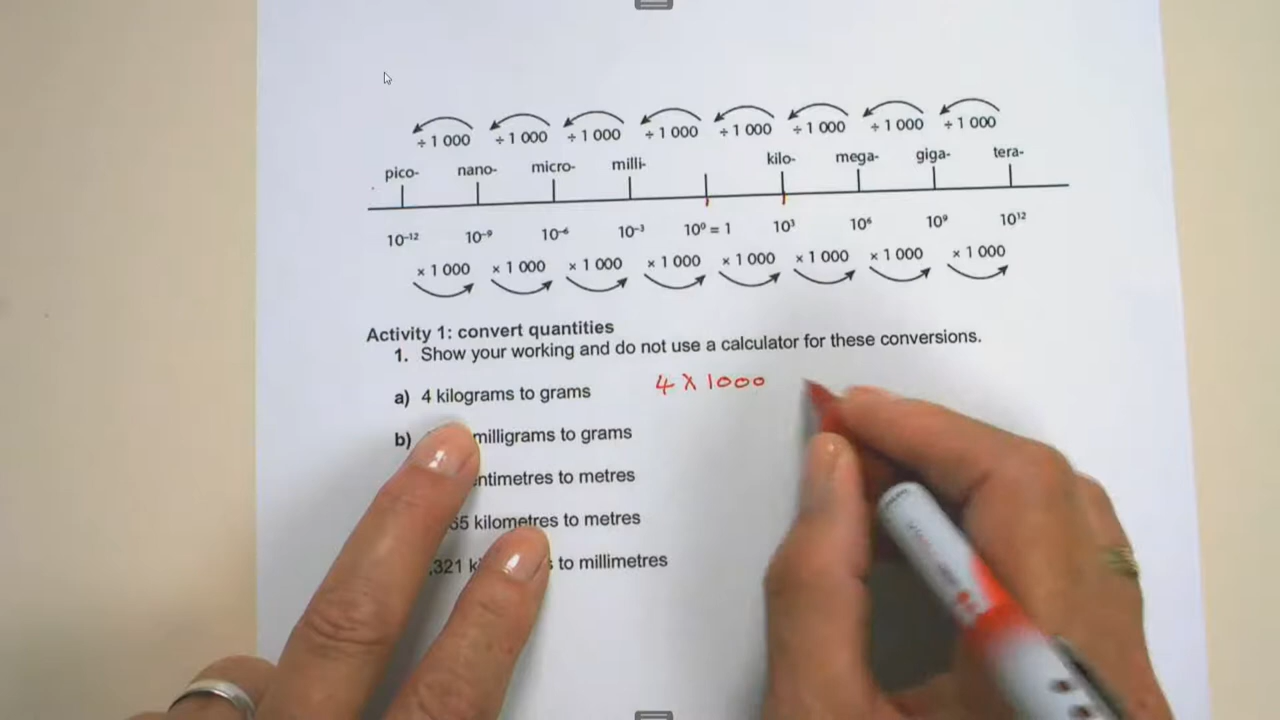 ÷ 1 000 ÷ 1 000 ÷ 1 000 ÷ 1 000 ÷ 1 000 ÷ 1 000 ÷ 1 000 ÷ 1 000
pico- nano- micro- milli- kilo- mega- giga- tera-
10⁻¹² 10⁻⁹ 10⁻⁶ 10⁻³ 10⁰ = 1 10³ 10⁶ 10⁹ 10¹²
× 1 000 × 1 000 × 1 000 × 1 000 × 1 000 × 1 000 × 1 000 × 1 000
Activity 1: convert quantities
1. Show your working and do not use a calculator for these conversions.
a) 4 kilograms to grams 4 × 1000
b) milligrams to grams
to metres
kilometres to metres
to millimetres